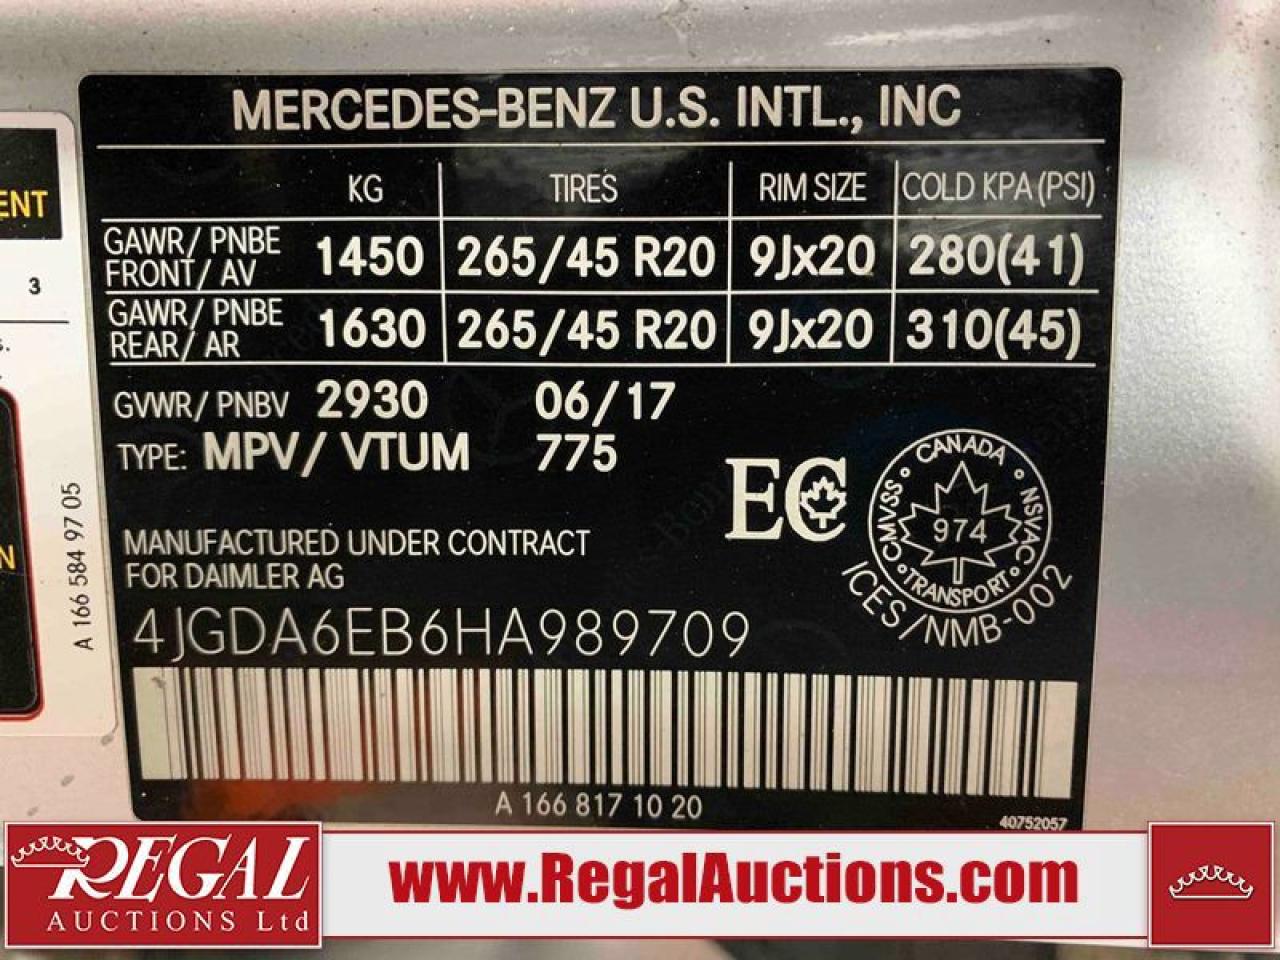 MERCEDES-BENZ U.S. INTL., INC
KG TIRES RIM SIZE COLD KPA (PSI)
GAWR/ PNBE FRONT/ AV 1450 265/45 R20 9Jx20 280(41)
GAWR/ PNBE REAR/ AR 1630 265/45 R20 9Jx20 310(45)
GVWR/ PNBV 2930 06/17
TYPE: MPV/ VTUM 775
EC
CANADA
CMVSS NSVAC
974
TRANSPORT
ICES/NMB-002
MANUFACTURED UNDER CONTRACT
FOR DAIMLER AG
4JGDA6EB6HA989709
A 166 817 10 20
40752057
ENT
3
s.
N
A 166 584 97 05
REGAL
AUCTIONS Ltd
www.RegalAuctions.com